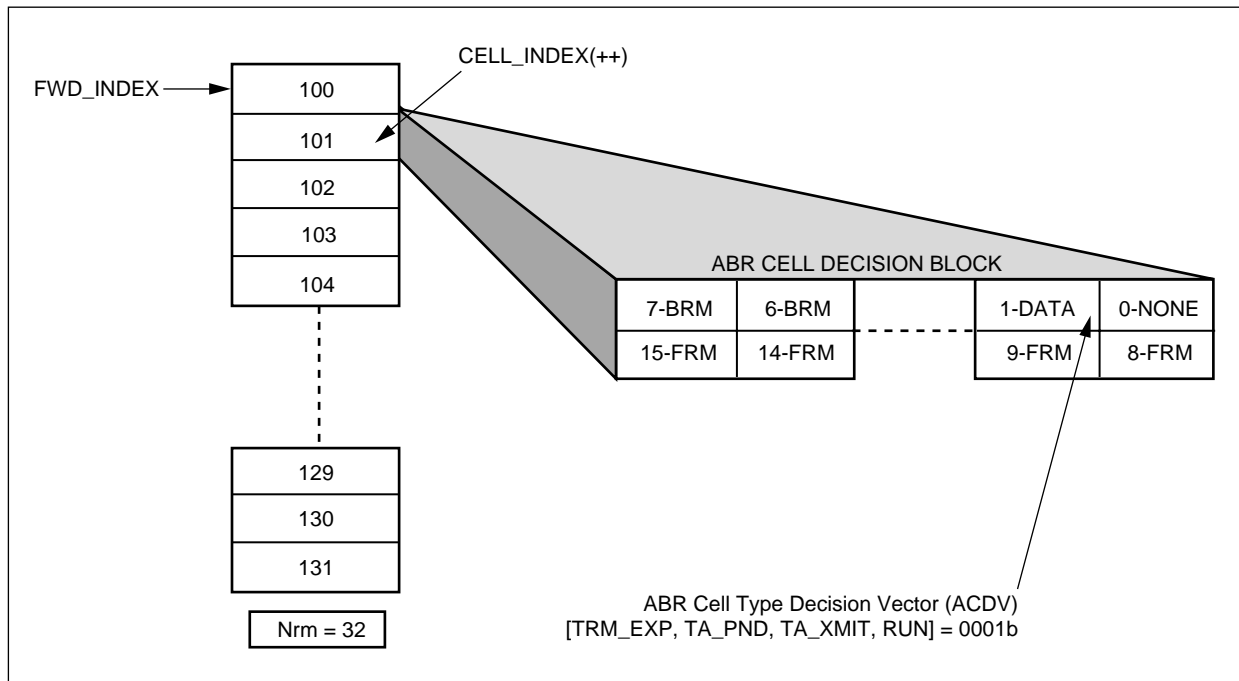 CELL_INDEX(++)
FWD_INDEX
100
101
102
103
104
ABR CELL DECISION BLOCK
7-BRM 6-BRM 1-DATA 0-NONE
15-FRM 14-FRM 9-FRM 8-FRM
129
130
131
Nrm = 32
ABR Cell Type Decision Vector (ACDV)
[TRM_EXP, TA_PND, TA_XMIT, RUN] = 0001b